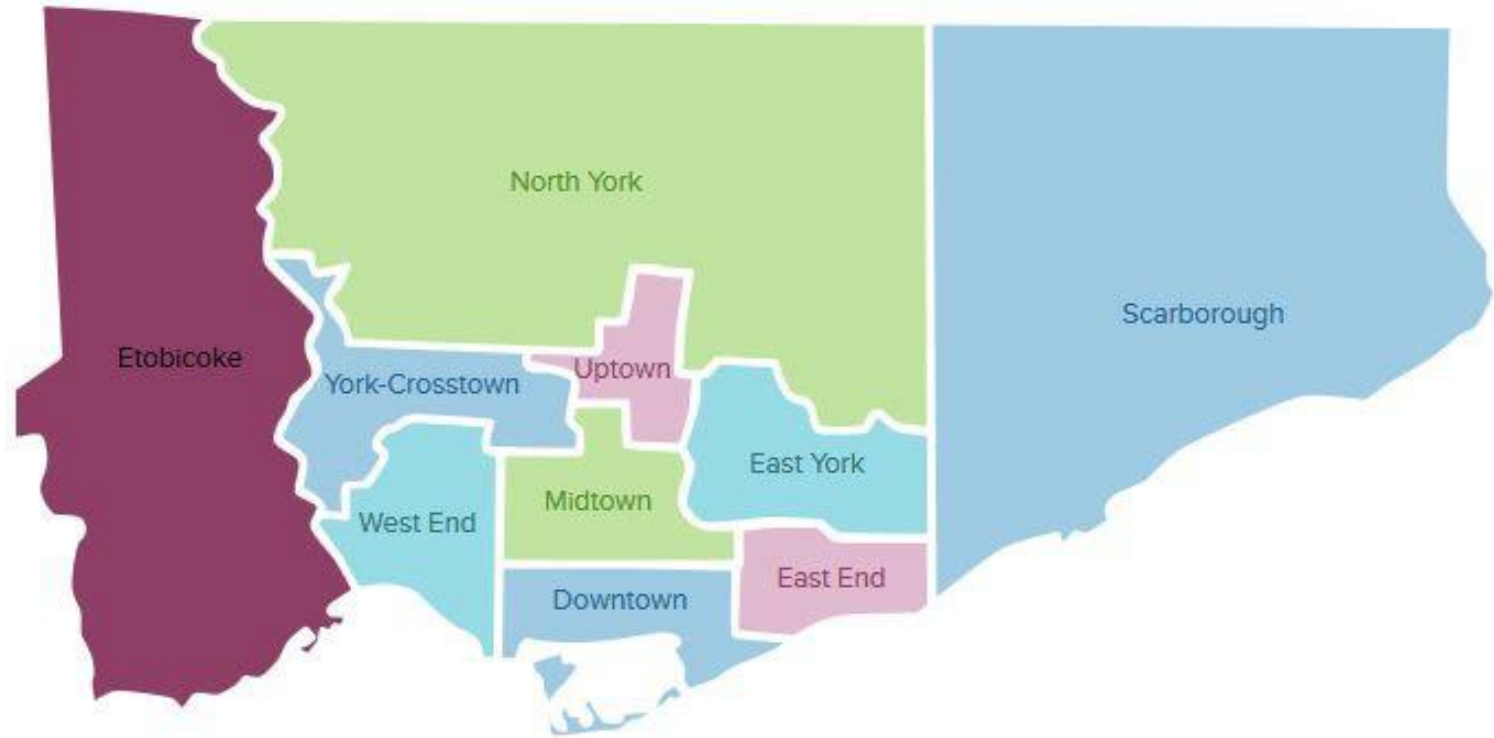 North York
Scarborough
Etobicoke
Uptown
York-Crosstown
East York
Midtown
West End
East End
Downtown